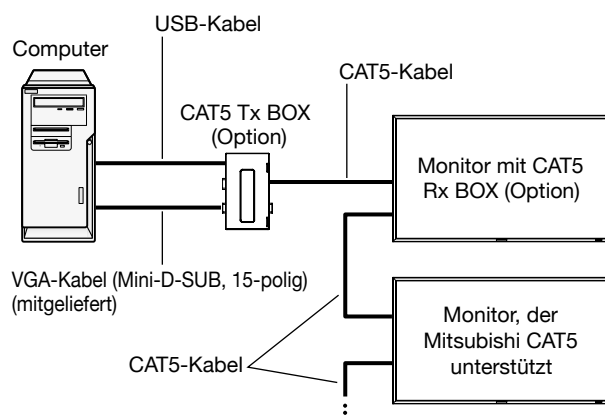 USB-Kabel
Computer
CAT5-Kabel
CAT5 Tx BOX
(Option)
Monitor mit CAT5
Rx BOX (Option)
VGA-Kabel (Mini-D-SUB, 15-polig)
(mitgeliefert)
Monitor, der
Mitsubishi CAT5
unterstützt
CAT5-Kabel